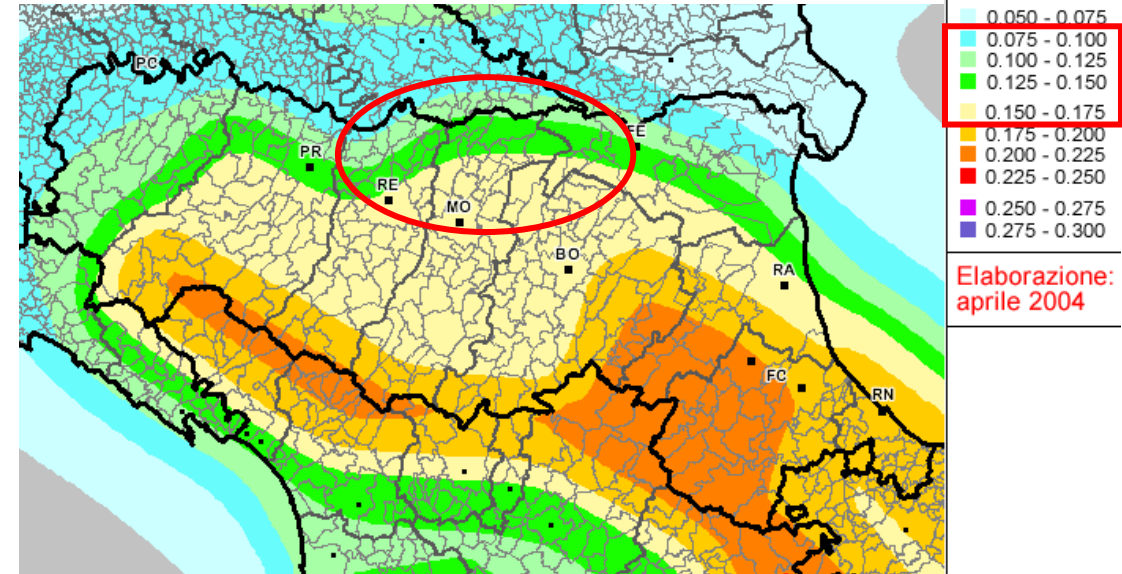 PC
PR
RE
MO
FE
BO
RA
FC
RN
0.050 - 0.075
0.075 - 0.100
0.100 - 0.125
0.125 - 0.150
0.150 - 0.175
0.175 - 0.200
0.200 - 0.225
0.225 - 0.250
0.250 - 0.275
0.275 - 0.300
Elaborazione:
aprile 2004